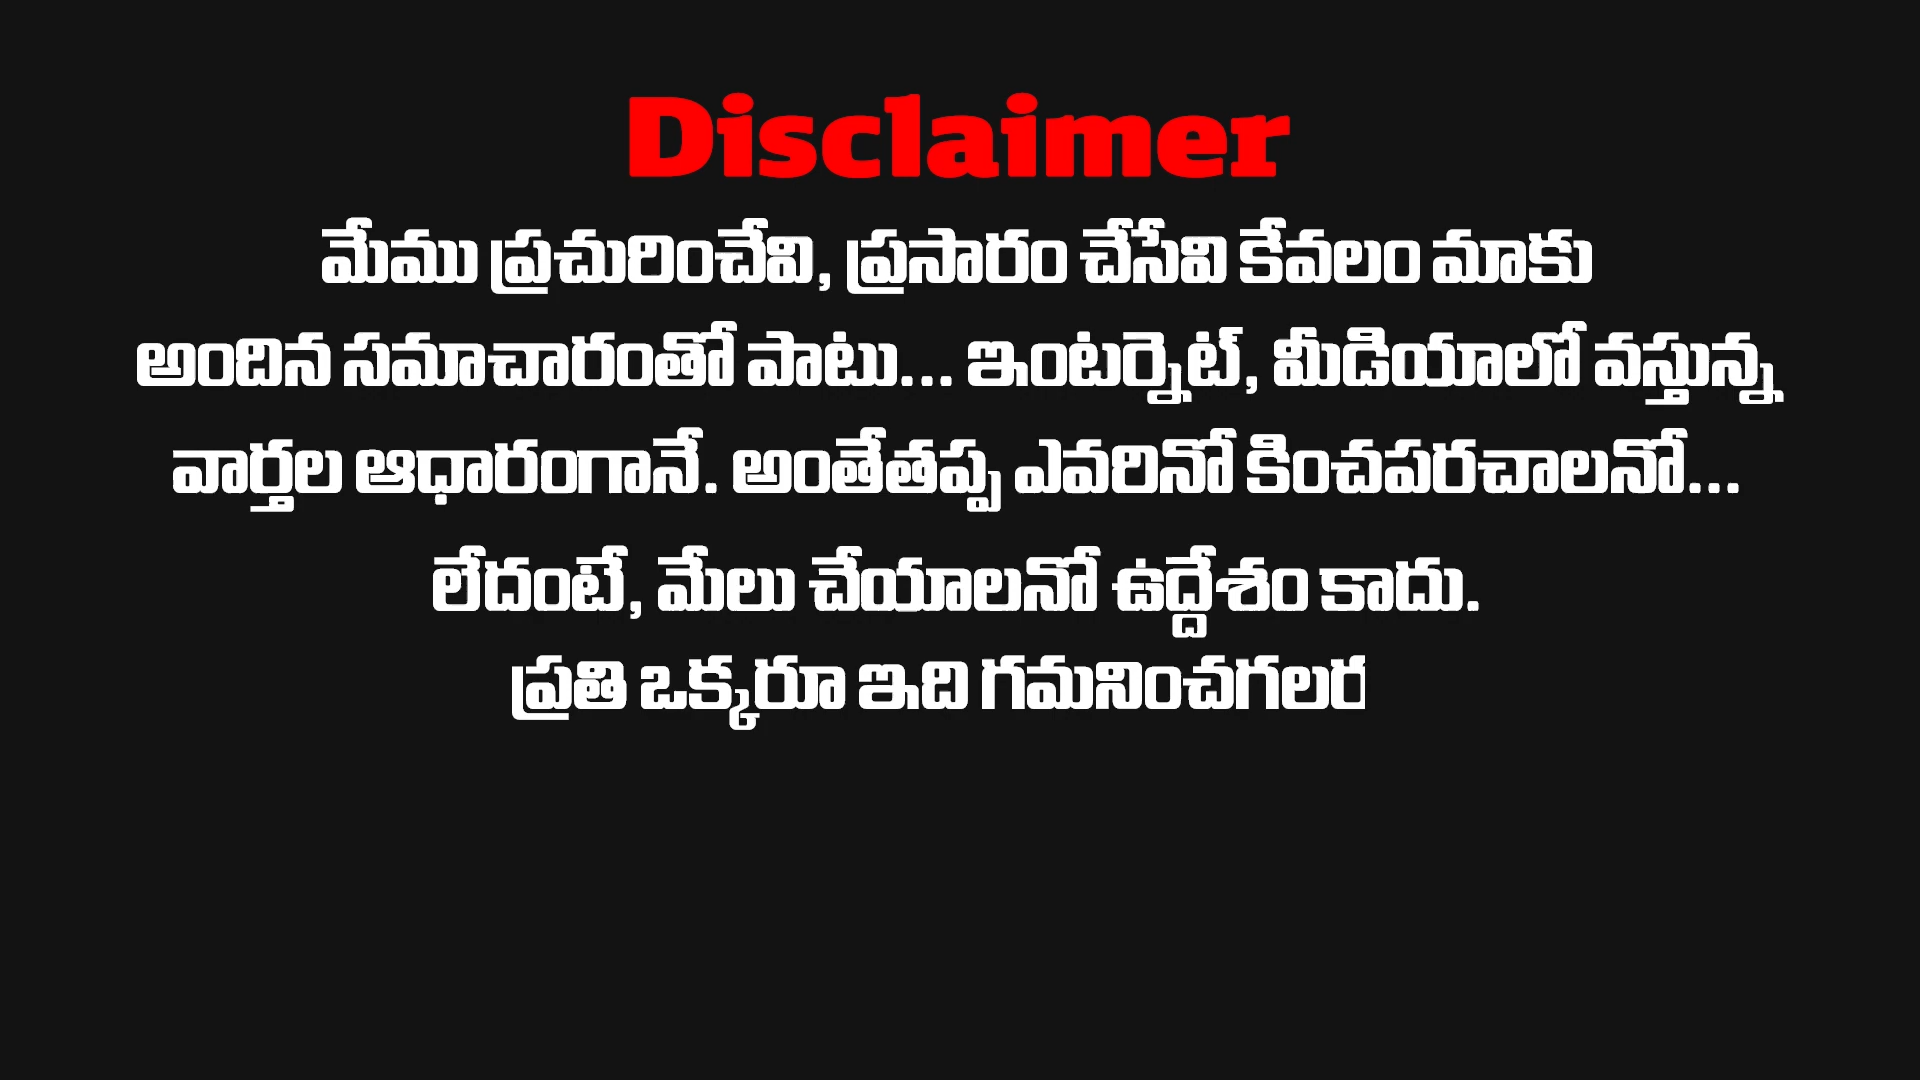 Disclaimer
మేము ప్రచురించేవి, ప్రసారం చేసేవి కేవలం మాకు
అందిన సమాచారంతో పాటు... ఇంటర్నెట్, మీడియాలో వస్తున్న
వార్తల ఆధారంగానే. అంతేతప్ప ఎవరినో కించపరచాలనో...
లేదంటే, మేలు చేయాలనో ఉద్దేశం కాదు.
ప్రతి ఒక్కరూ ఇది గమనించగలర